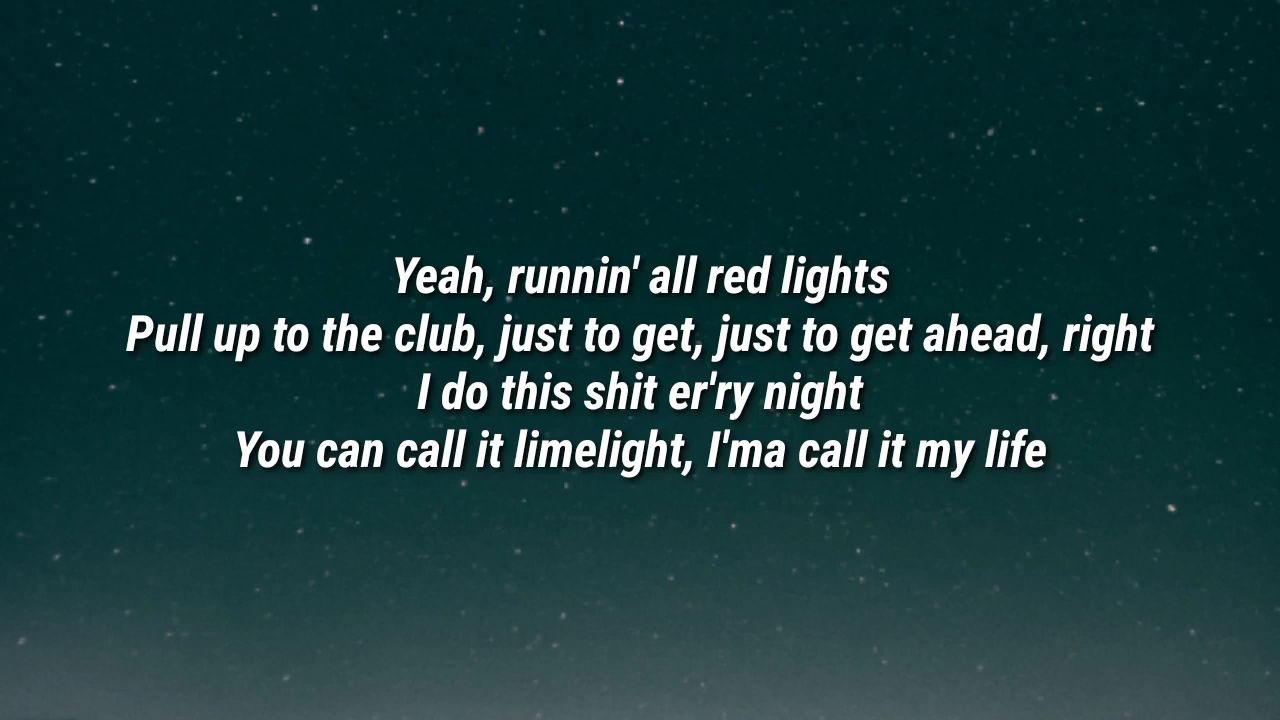 Yeah, runnin' all red lights
Pull up to the club, just to get, just to get ahead, right
I do this shit er'ry night
You can call it limelight, I'ma call it my life